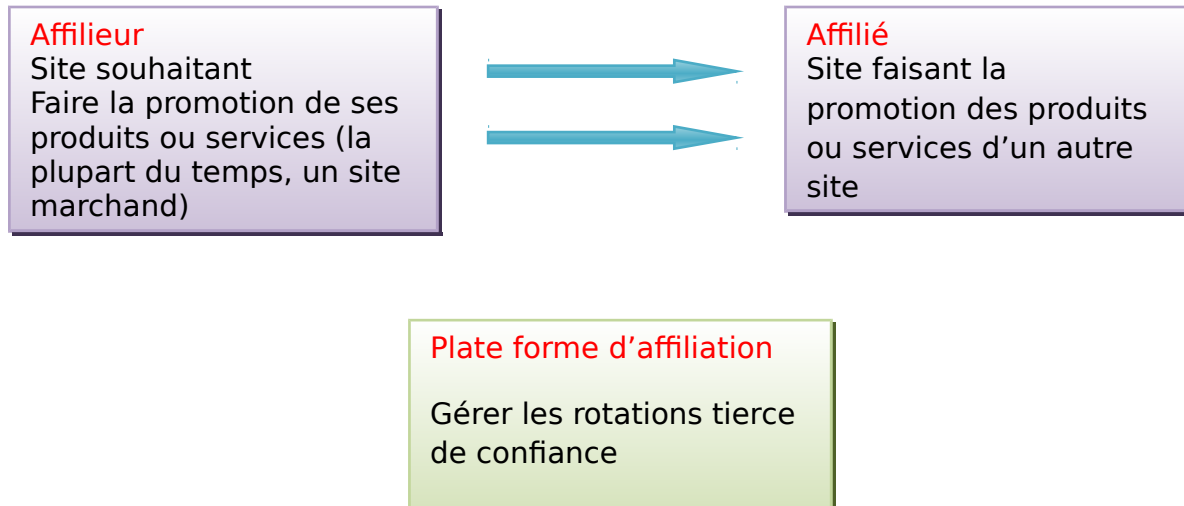 Affilieur
Site souhaitant
Faire la promotion de ses
produits ou services (la
plupart du temps, un site
marchand)
Affilié
Site faisant la
promotion des produits
ou services d’un autre
site
Plate forme d’affiliation
Gérer les rotations tierce
de confiance